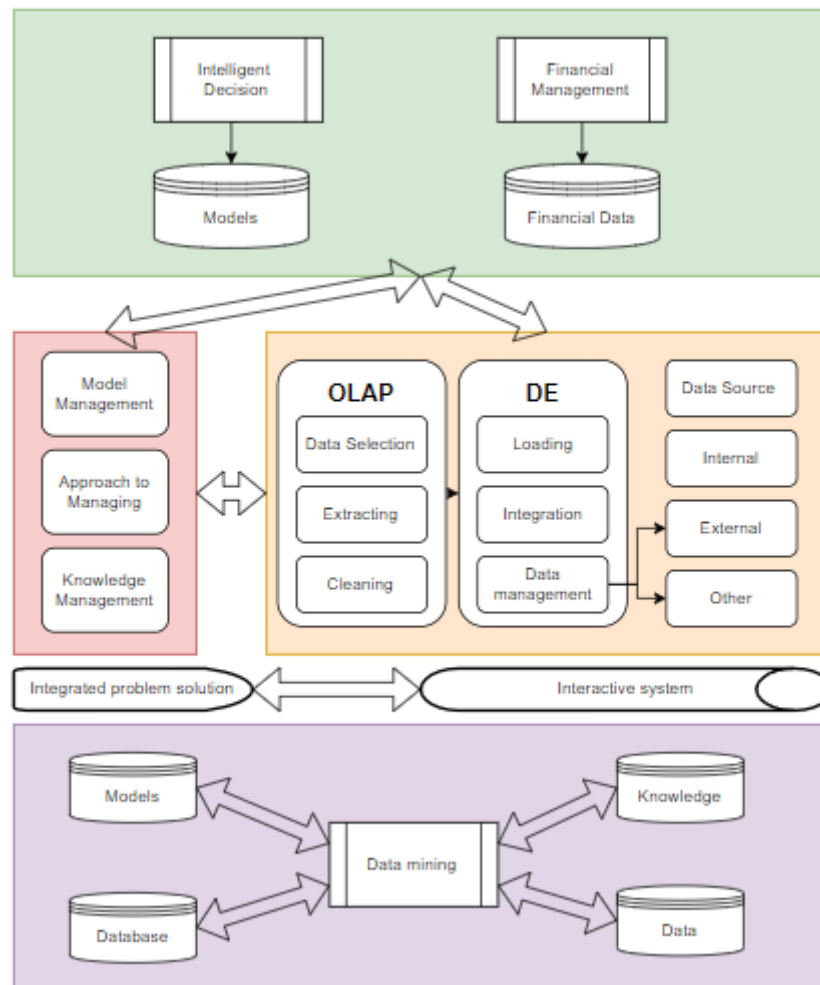 Intelligent
Decision
Financial
Management
Models
Financial Data
Model
Management
Approach to
Managing
Knowledge
Management
OLAP
Data Selection
Extracting
Cleaning
DE
Loading
Integration
Data
management
Data Source
Internal
External
Other
Integrated problem solution
Interactive system
Models
Knowledge
Data mining
Database
Data